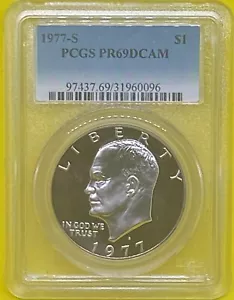 1977-S $1
PCGS PR69DCAM
97437.69/31960096
LIBERTY
IN GOD WE
TRUST
1977